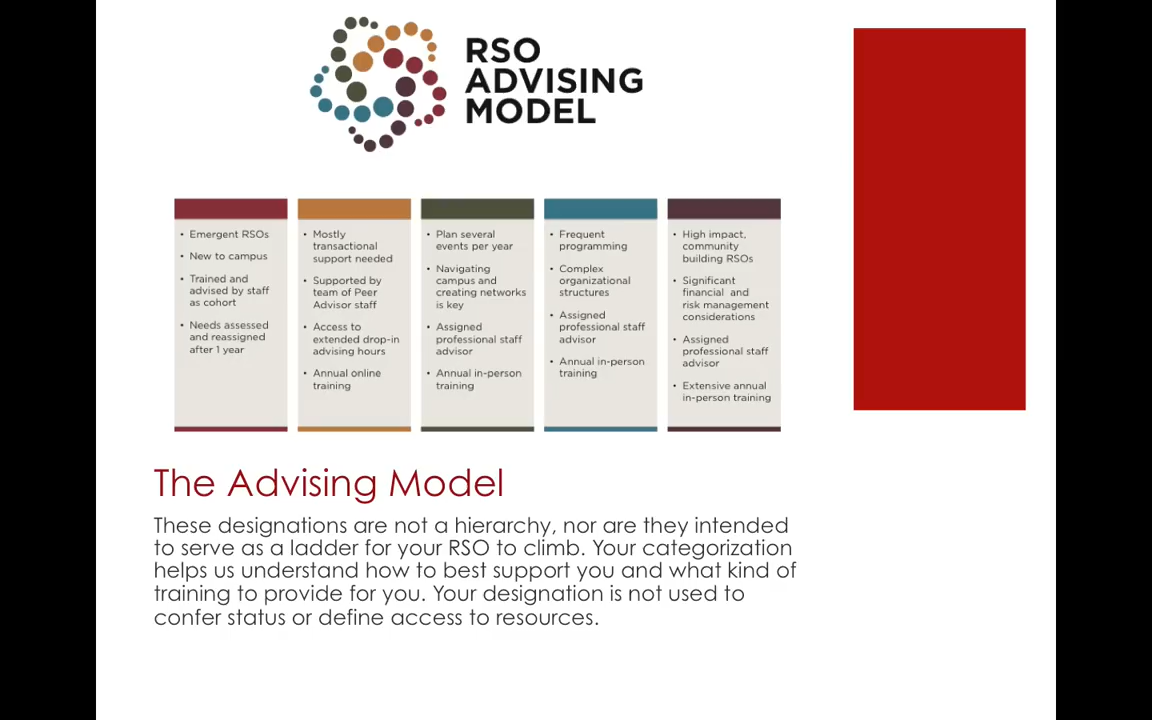 RSO
ADVISING
MODEL
• Emergent RSOs
• New to campus
• Trained and
advised by staff
as cohort
• Needs assessed
and reassigned
after 1 year
• Mostly
transactional
support needed
• Supported by
team of Peer
Advisor staff
• Access to
extended drop-in
advising hours
• Annual online
training
• Plan several
events per year
• Navigating
campus and
creating networks
is key
• Assigned
professional staff
advisor
• Annual in-person
training
• Frequent
programming
• Complex
organizational
structures
• Assigned
professional staff
advisor
• Annual in-person
training
• High impact,
community
building RSOs
• Significant
financial and
risk management
considerations
• Assigned
professional staff
advisor
• Extensive annual
in-person training
The Advising Model
These designations are not a hierarchy, nor are they intended
to serve as a ladder for your RSO to climb. Your categorization
helps us understand how to best support you and what kind of
training to provide for you. Your designation is not used to
confer status or define access to resources.